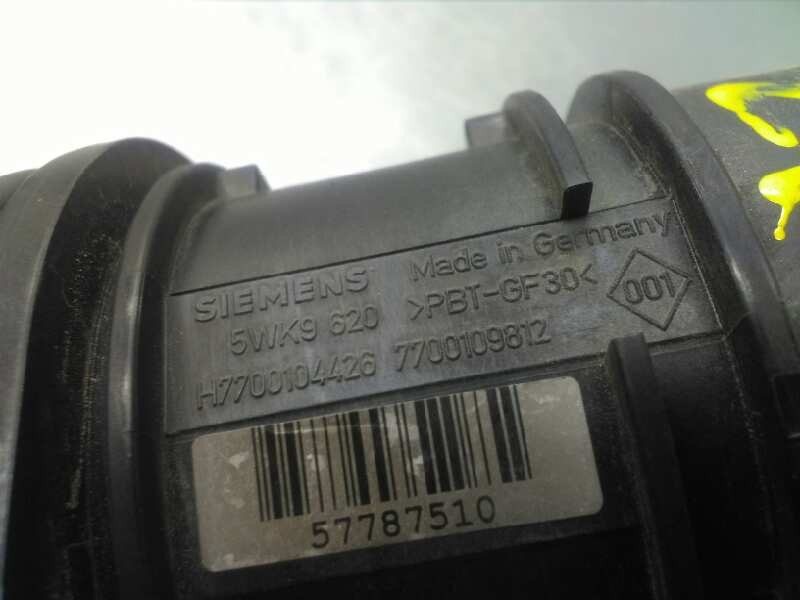 SIEMENS Made in Germany
5WK9 620 >PBT-GF30< 001
H7700104426 7700109812
57787510